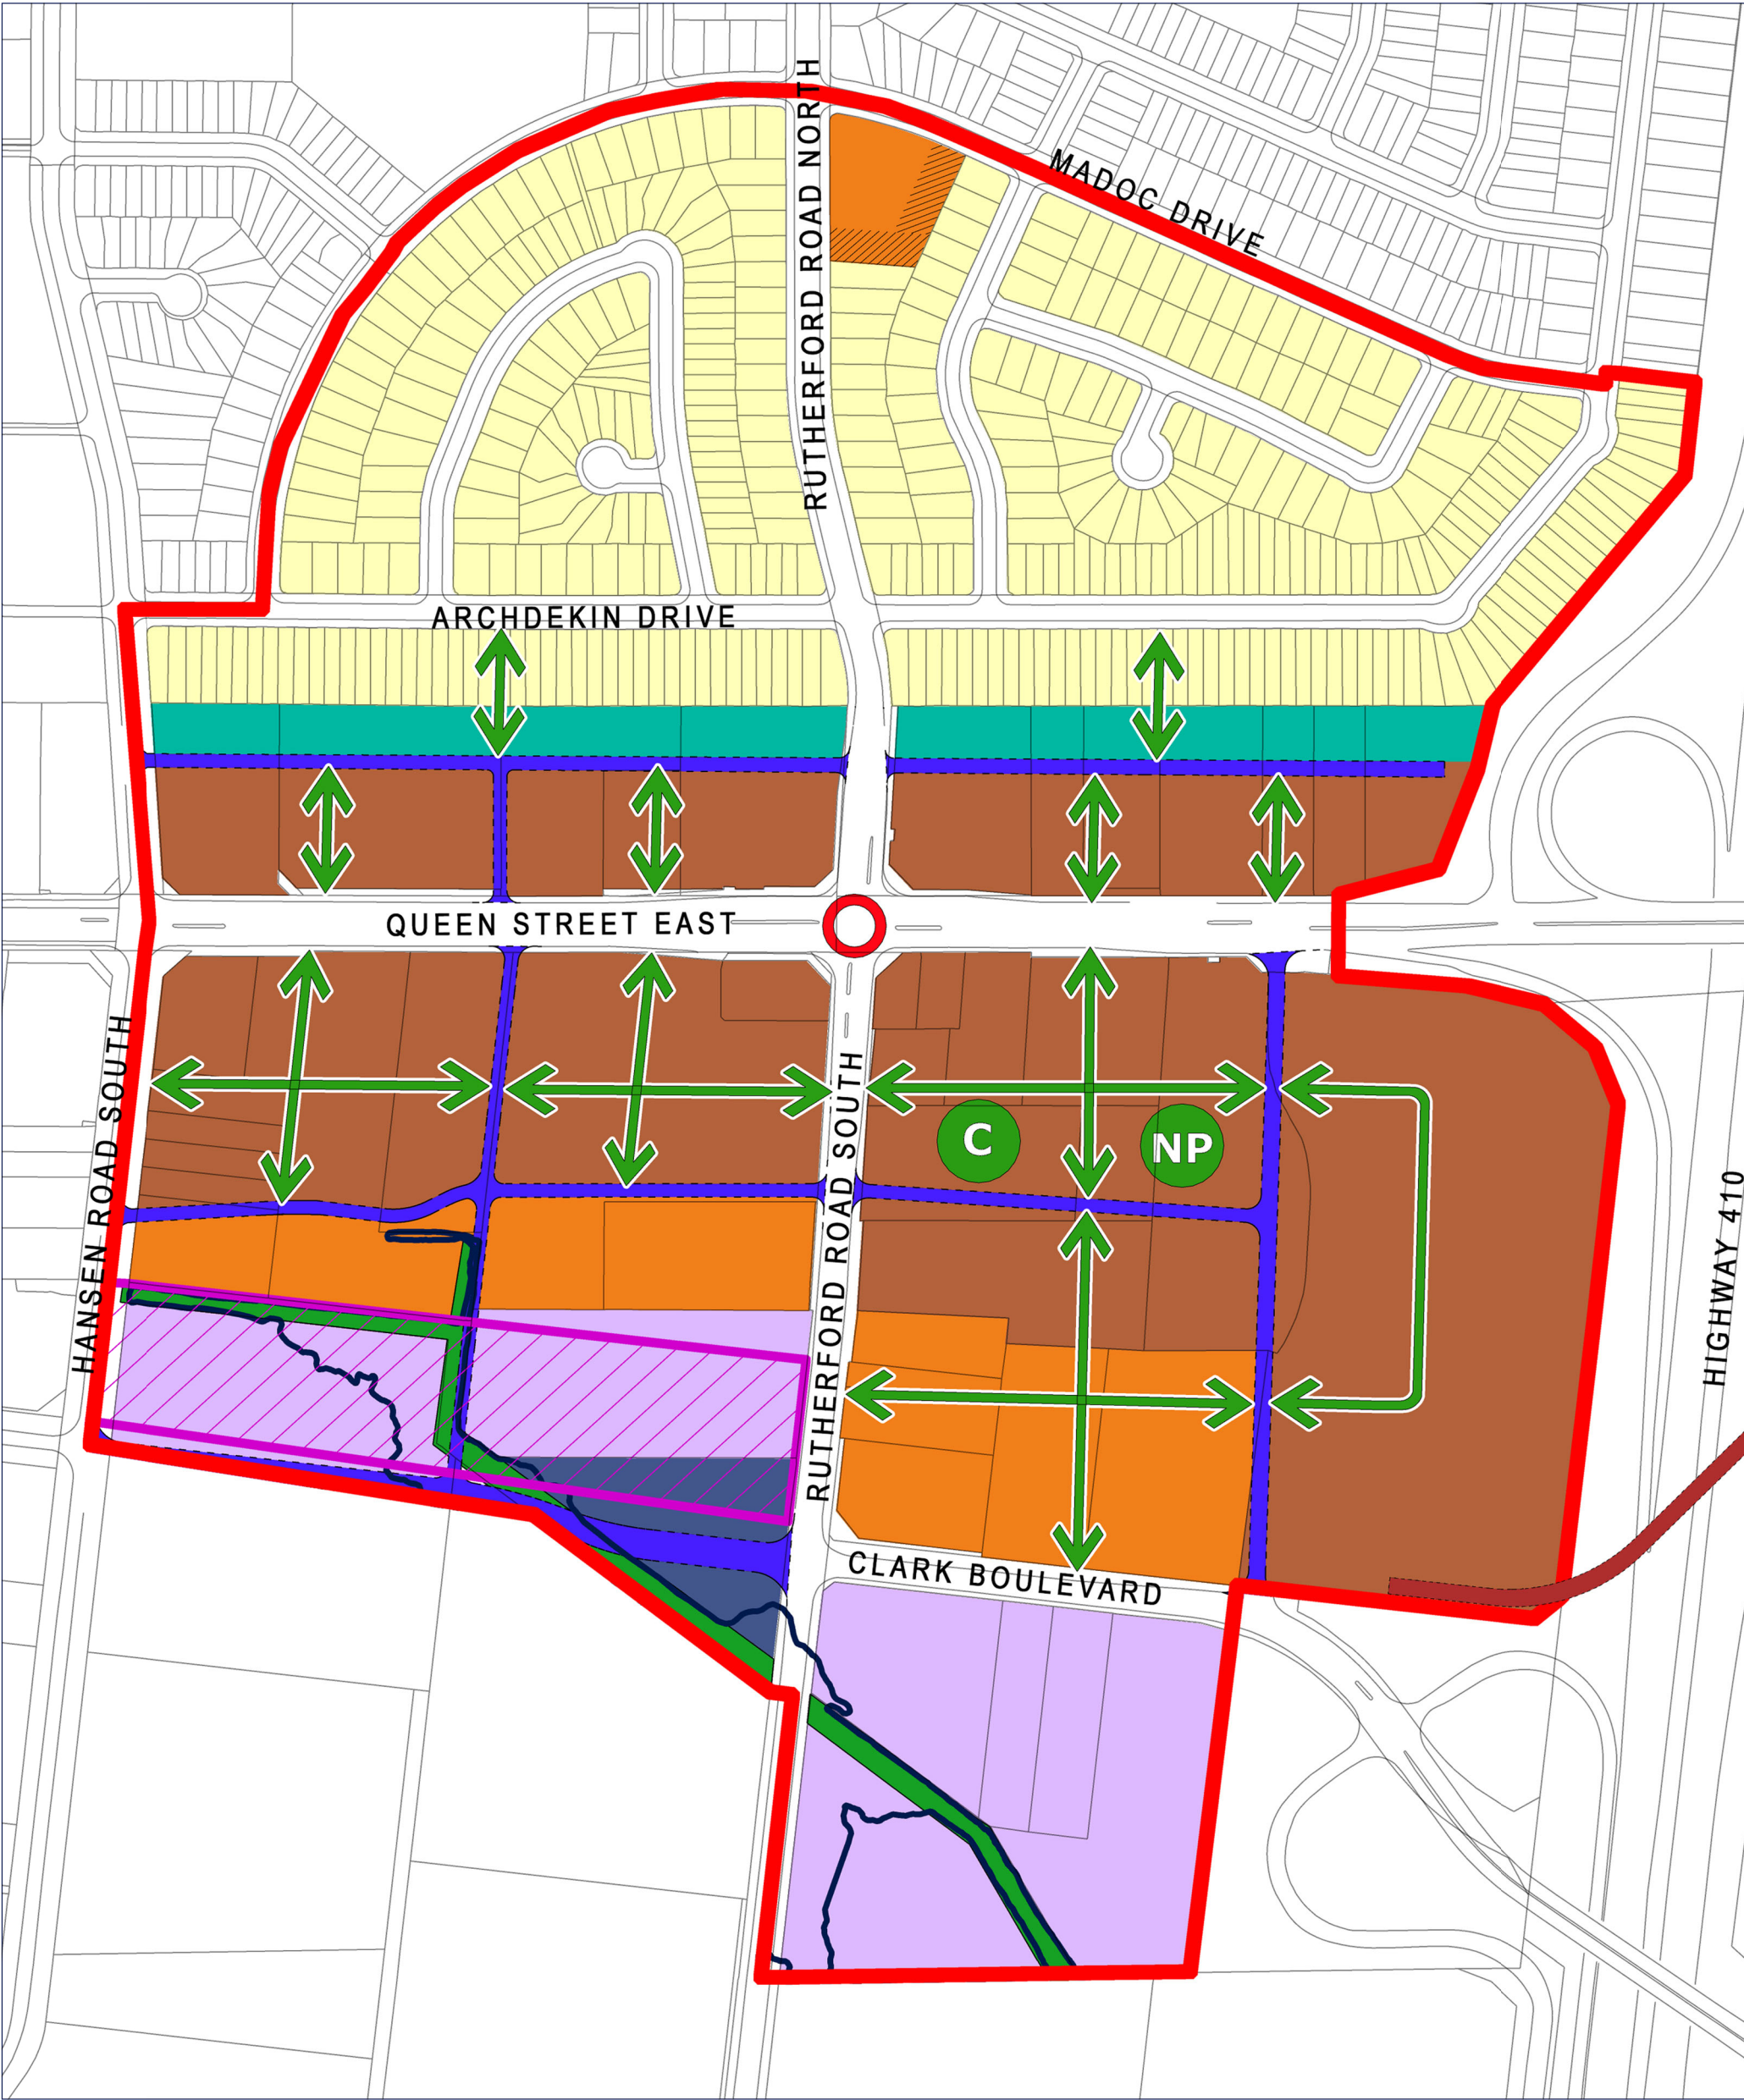 RUTHERFORD ROAD NORTH
MADOC DRIVE
ARCHDEKIN DRIVE
QUEEN STREET EAST
HANSEN ROAD SOUTH
RUTHERFORD ROAD SOUTH
C
NP
HIGHWAY 410
CLARK BOULEVARD